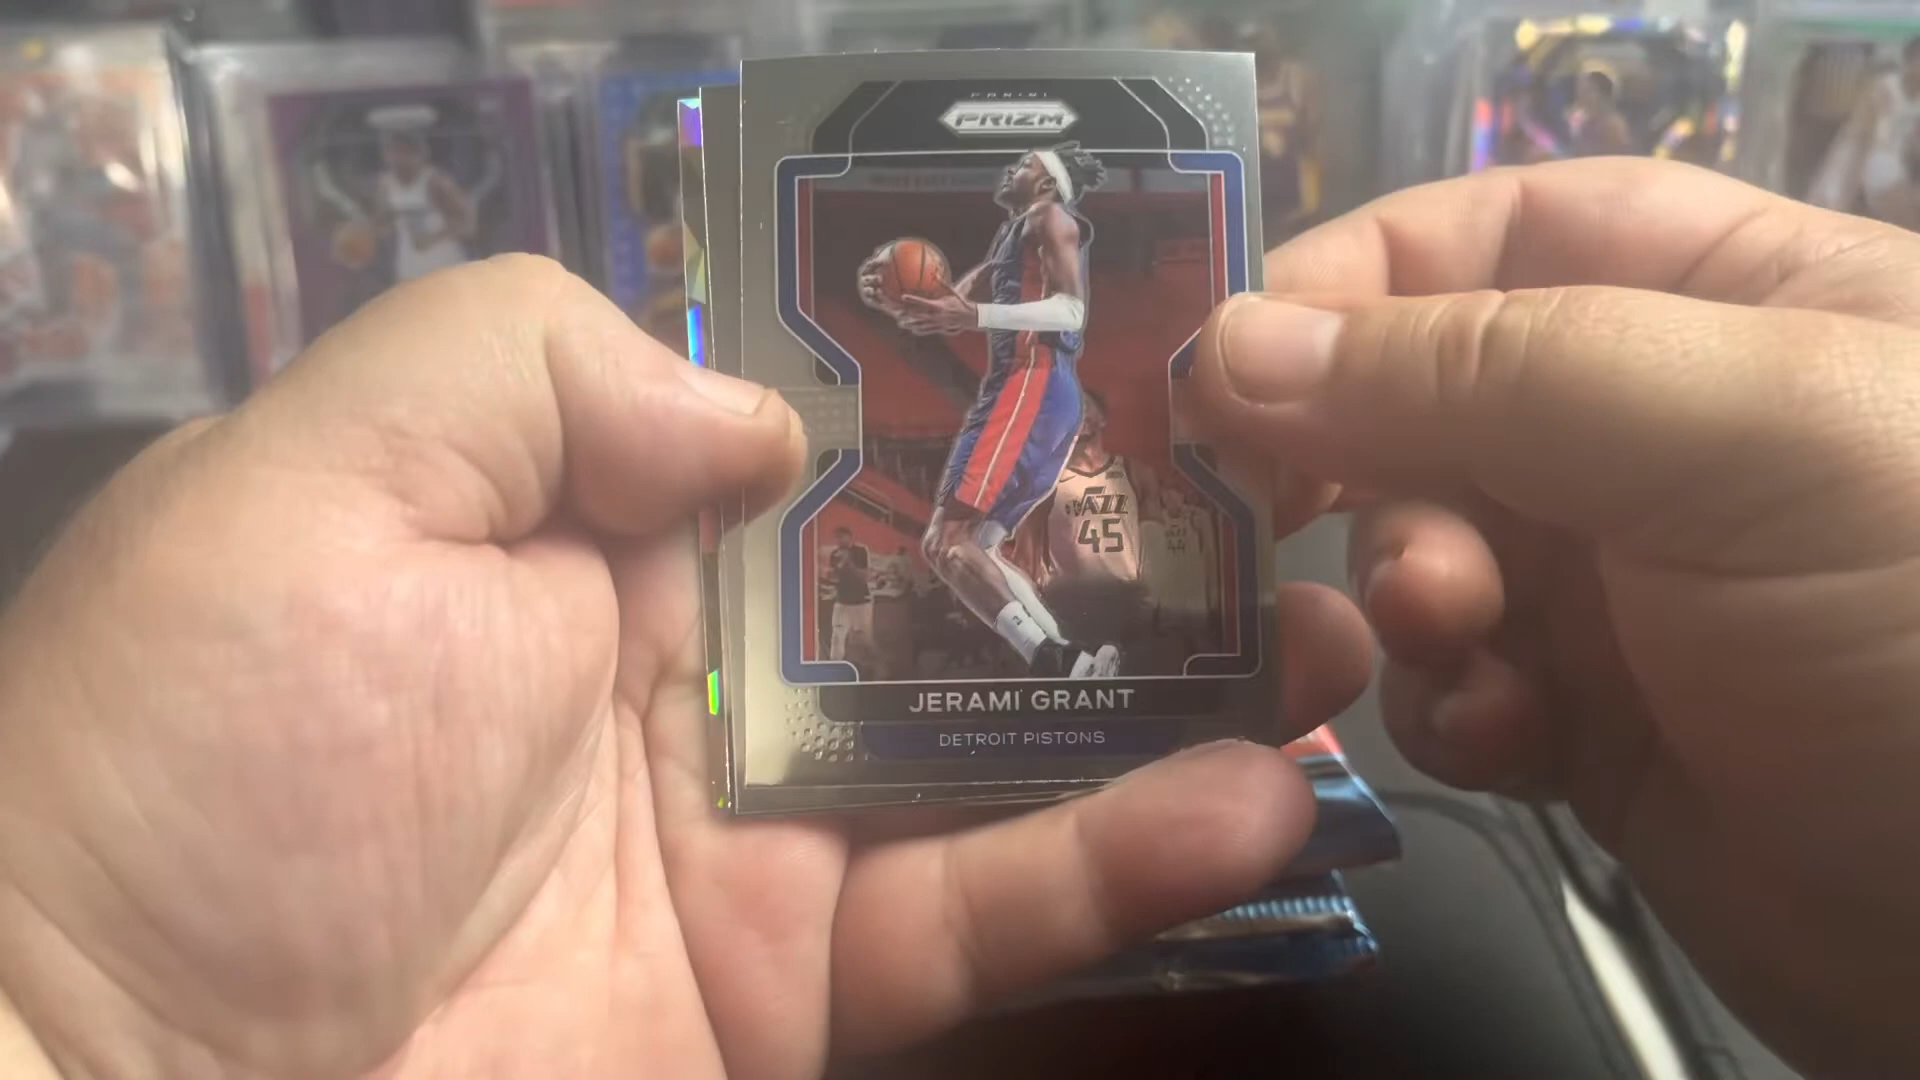 PANINI
PRIZM
JAZZ
45
JERAMI GRANT
DETROIT PISTONS